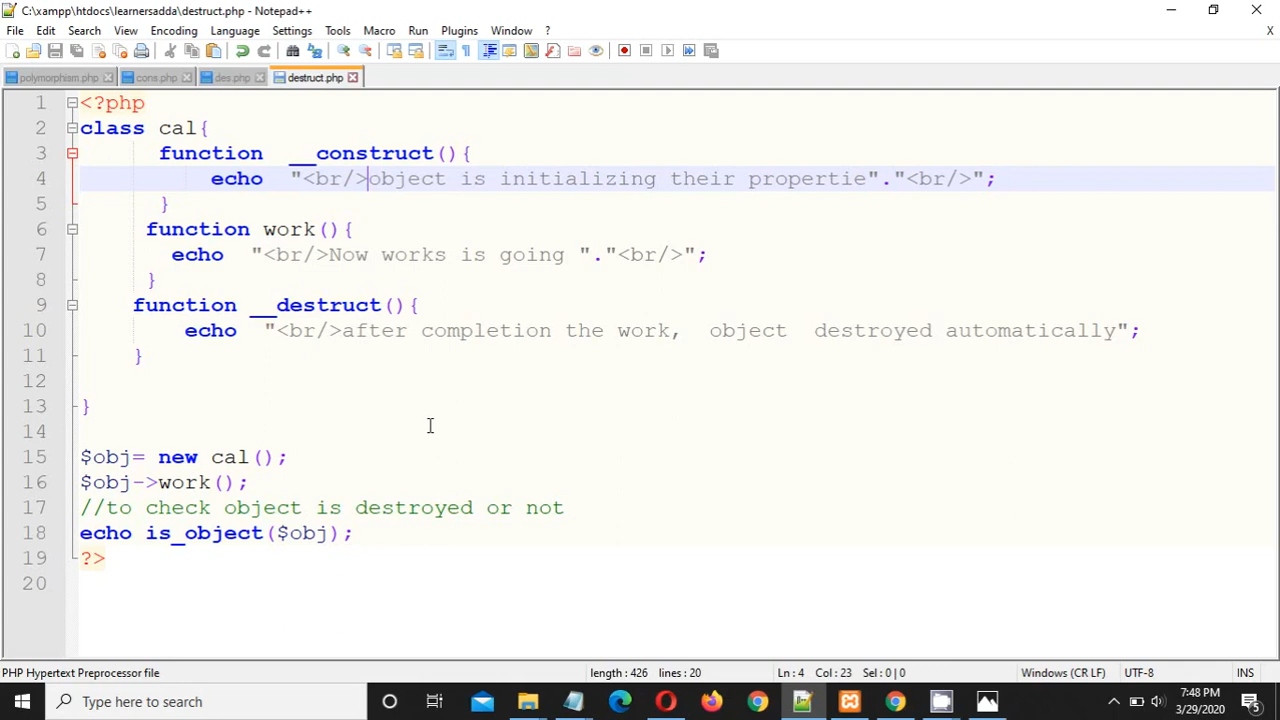 C:\xampp\htdocs\learnersadda\destruct.php - Notepad++
File Edit Search View Encoding Language Settings Tools Macro Run Plugins Window ? X
polymorphism.php cons.php des.php destruct.php
1 <?php
2 class cal{
3 function __construct(){
4 echo "<br/>object is initializing their propertie"."<br/>";
5 }
6 function work(){
7 echo "<br/>Now works is going "."<br/>";
8 }
9 function __destruct(){
10 echo "<br/>after completion the work, object destroyed automatically";
11 }
12
13 }
14
15 $obj= new cal();
16 $obj->work();
17 //to check object is destroyed or not
18 echo is_object($obj);
19 ?>
20
PHP Hypertext Preprocessor file length : 426 lines : 20 Ln : 4 Col : 23 Sel : 0 | 0 Windows (CR LF) UTF-8 INS
Type here to search
7:48 PM
3/29/2020
5